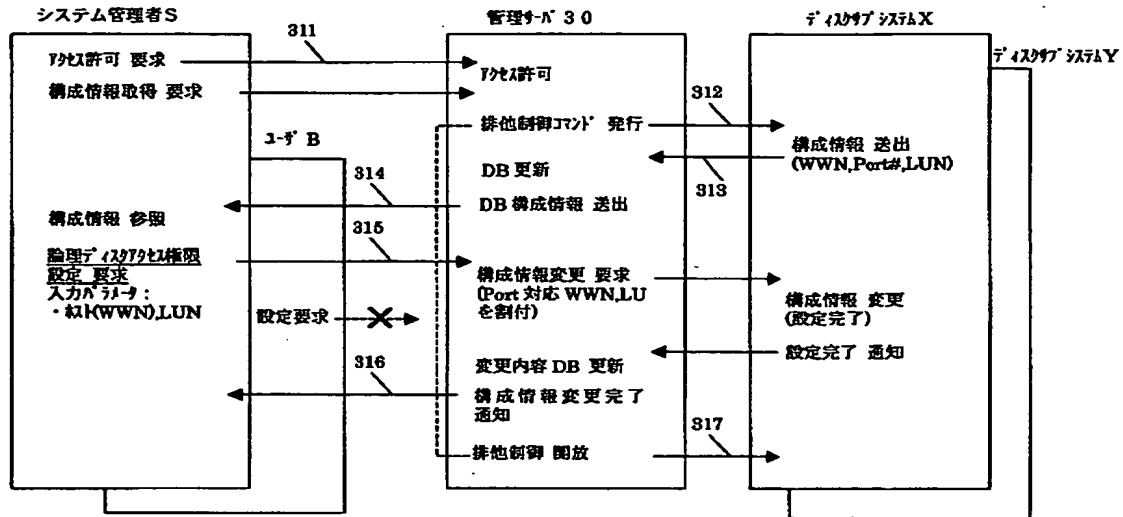 システム管理者S
管理ｻｰﾊﾞ30
ﾃﾞｨｽｸｻﾌﾞｼｽﾃﾑX
ﾃﾞｨｽｸｻﾌﾞｼｽﾃﾑY
311
ｱｸｾｽ許可 要求
ｱｸｾｽ許可
構成情報取得 要求
312
排他制御ｺﾏﾝﾄﾞ 発行
ﾕｰｻﾞ B
構成情報 送出
(WWN,Port#,LUN)
313
DB更新
314
DB構成情報 送出
構成情報 参照
315
論理ﾃﾞｨｽｸｱｸｾｽ権限
設定 要求
入力ﾊﾟﾗﾒｰﾀ：
・ﾎｽﾄ(WWN),LUN
構成情報変更 要求
(Port対応WWN,LU
を割付)
構成情報 変更
(設定完了)
設定要求
設定完了 通知
316
変更内容DB 更新
構成情報変更完了
通知
317
排他制御 開放